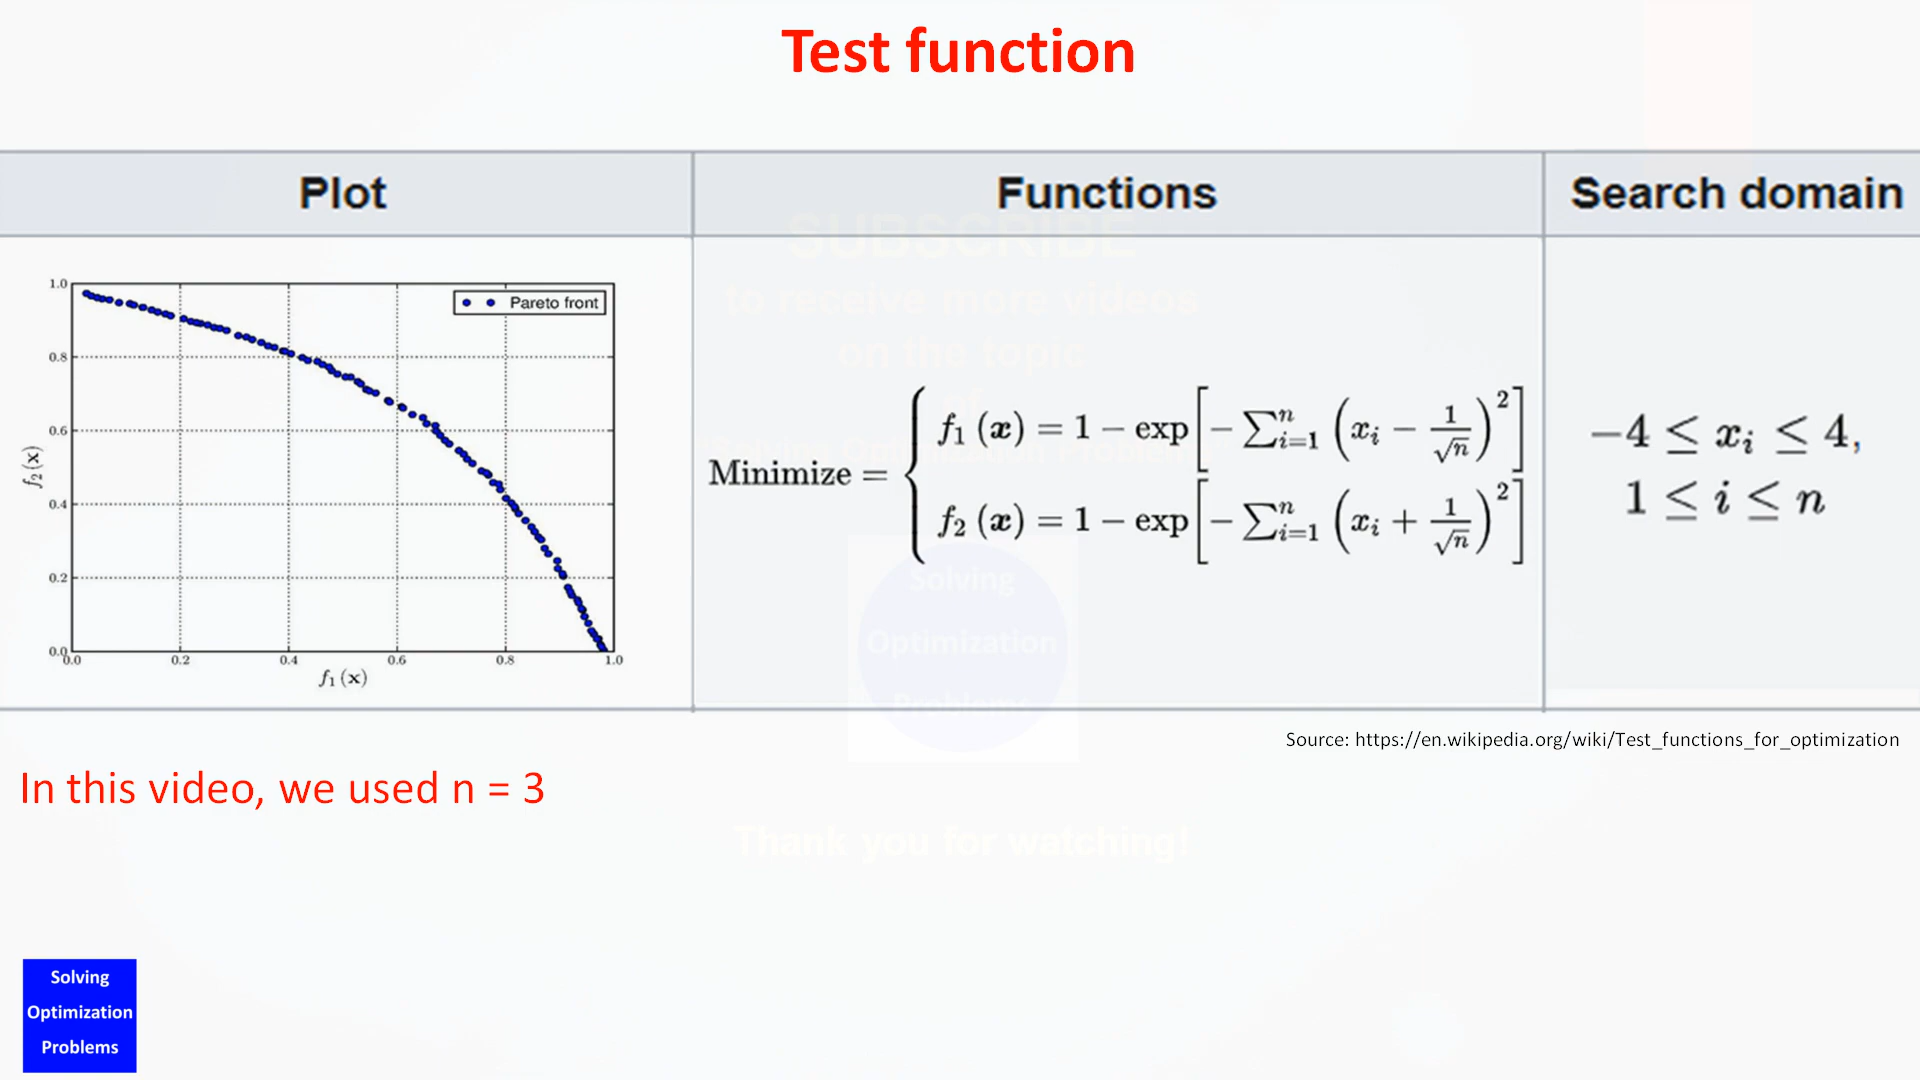 Test function
Plot
Functions
Search domain
1.0
0.8
0.6
0.4
0.2
0.0
0.0 0.2 0.4 0.6 0.8 1.0
f₂(x)
f₁(x)
Pareto front
Minimize = { f₁(x) = 1 − exp[− ∑ⁿᵢ₌₁ (xᵢ − 1/√n)²]
f₂(x) = 1 − exp[− ∑ⁿᵢ₌₁ (xᵢ + 1/√n)²]
−4 ≤ xᵢ ≤ 4,
1 ≤ i ≤ n
SUBSCRIBE
to receive more videos
on the topic
of
Solving Optimization Problems
Solving
Optimization
Problems
Source: https://en.wikipedia.org/wiki/Test_functions_for_optimization
In this video, we used n = 3
Thank you for watching!
Solving
Optimization
Problems